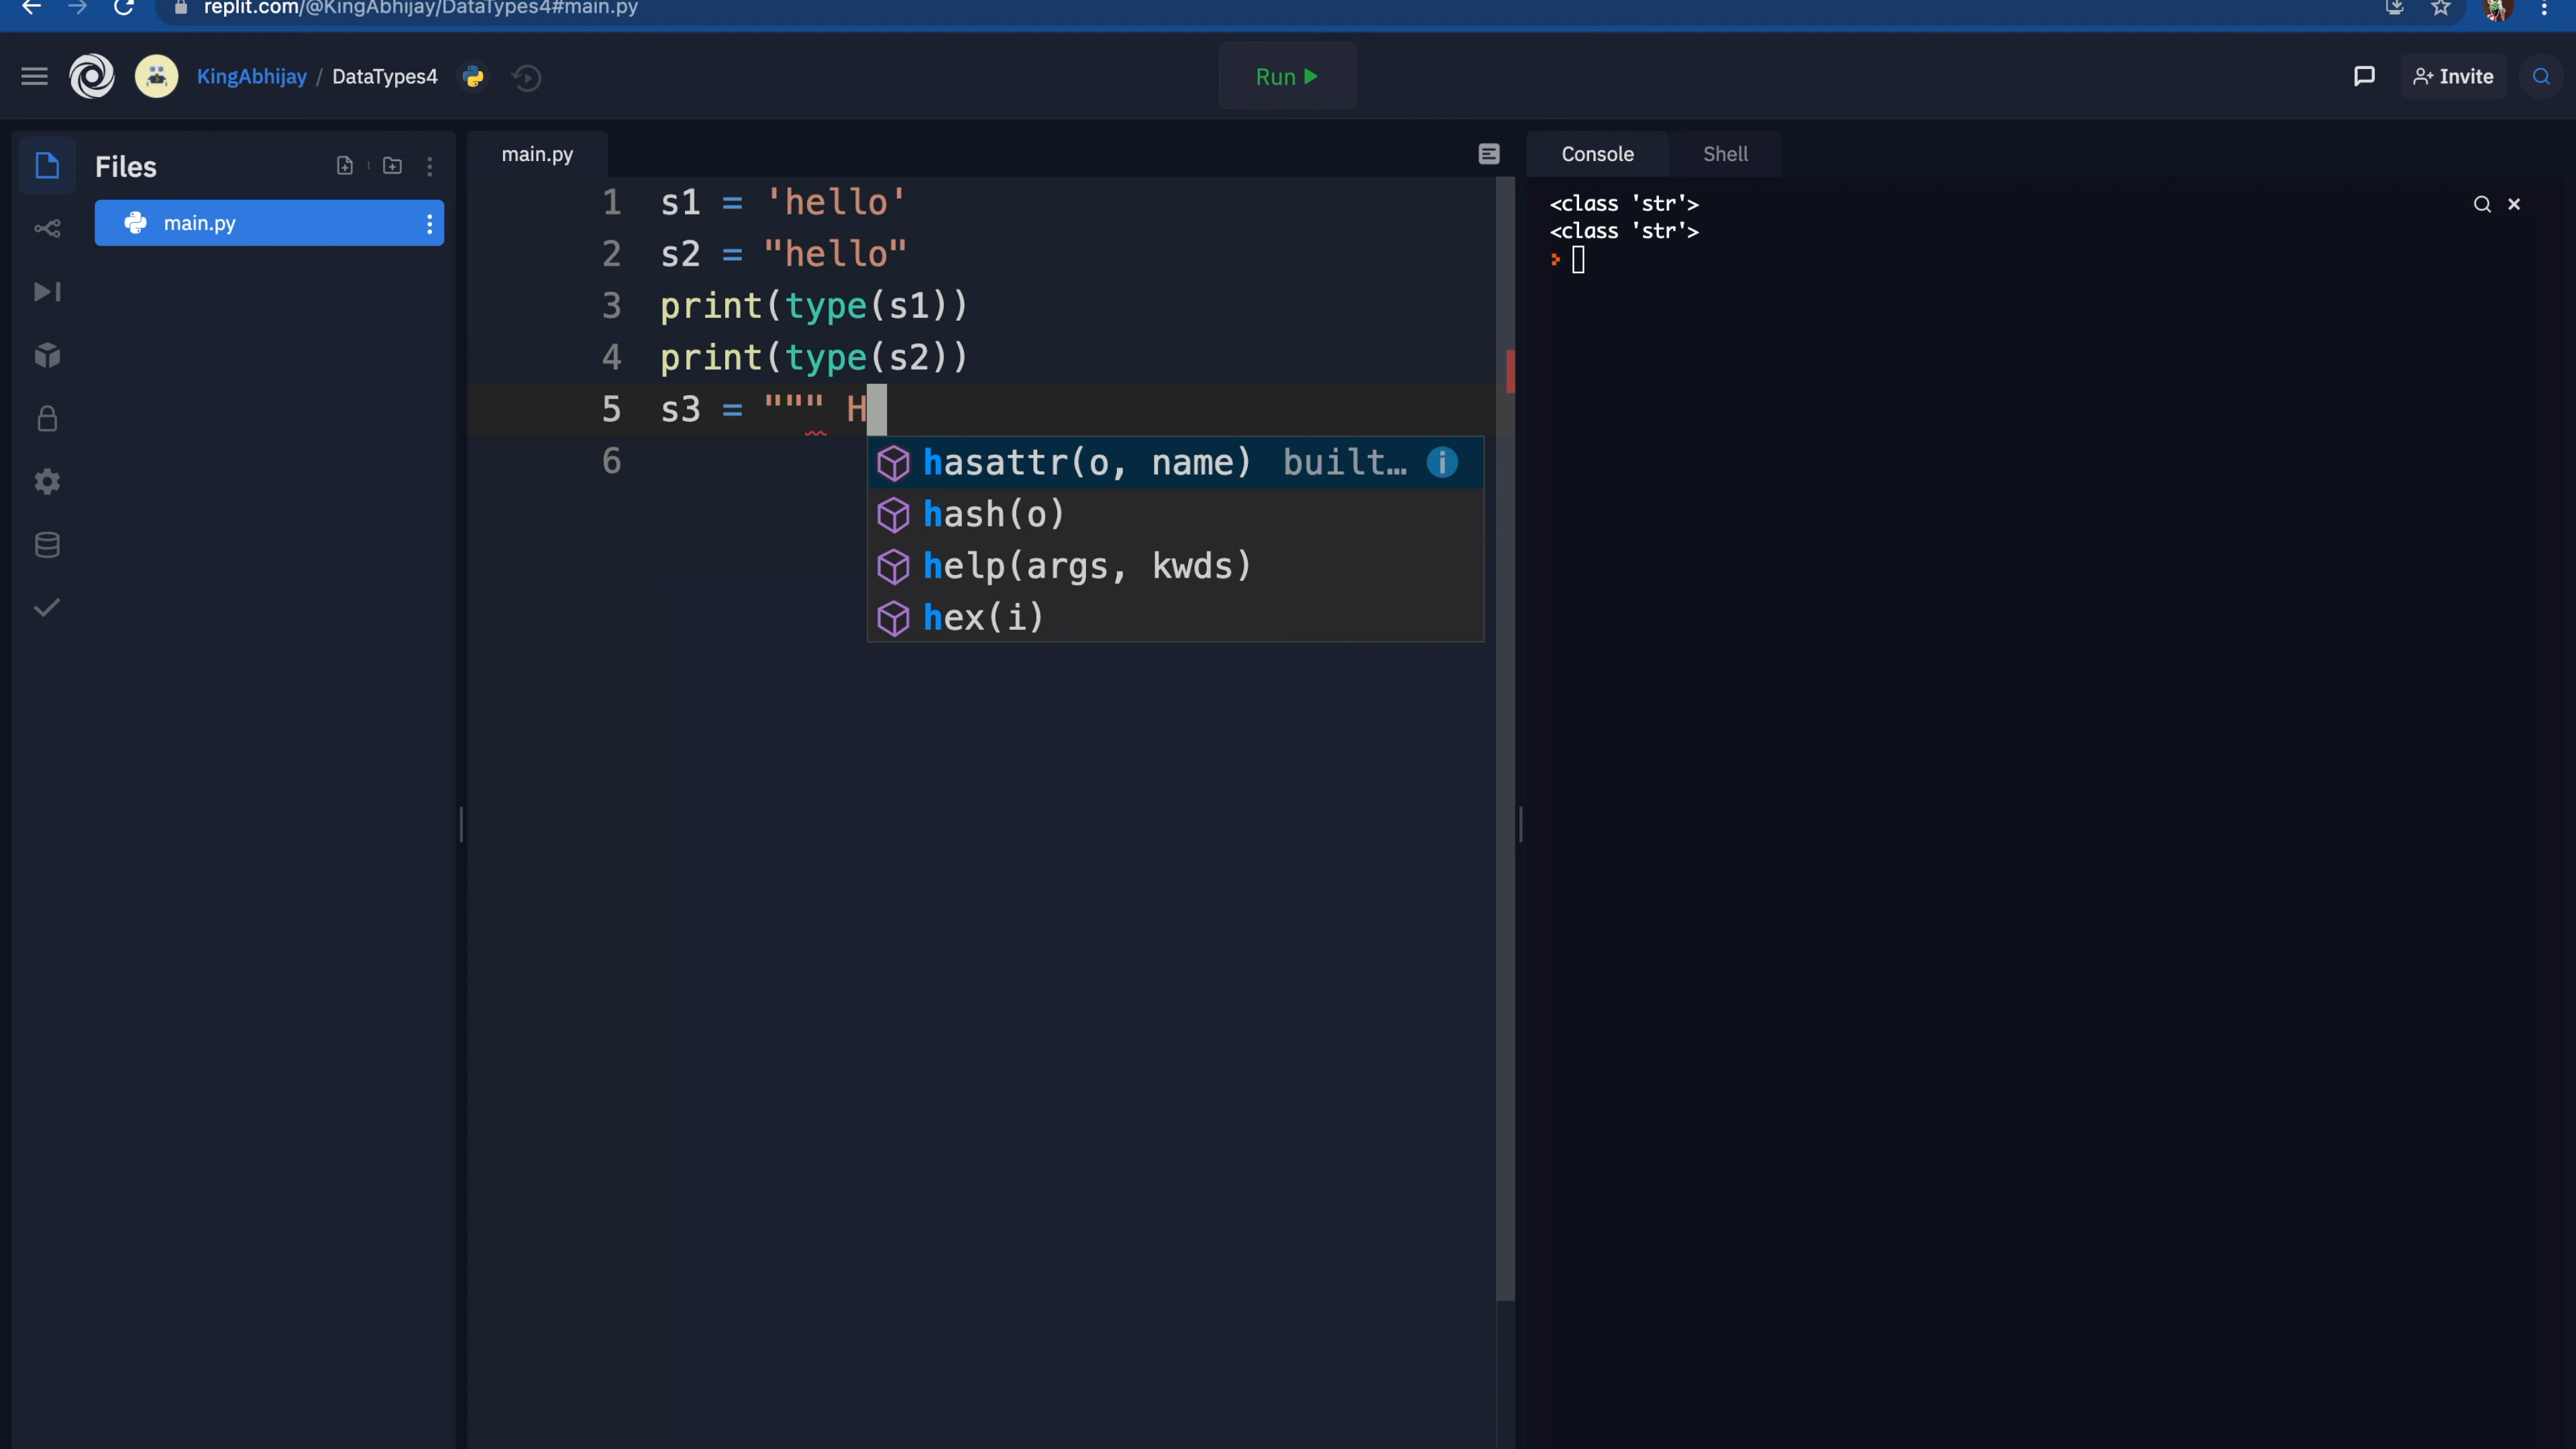 replit.com/@KingAbhijay/DataTypes4#main.py
KingAbhijay / DataTypes4
Run
Invite
Files
main.py
main.py
1 s1 = 'hello'
2 s2 = "hello"
3 print(type(s1))
4 print(type(s2))
5 s3 = """ H
6
hasattr(o, name) built…
hash(o)
help(args, kwds)
hex(i)
Console Shell
<class 'str'>
<class 'str'>